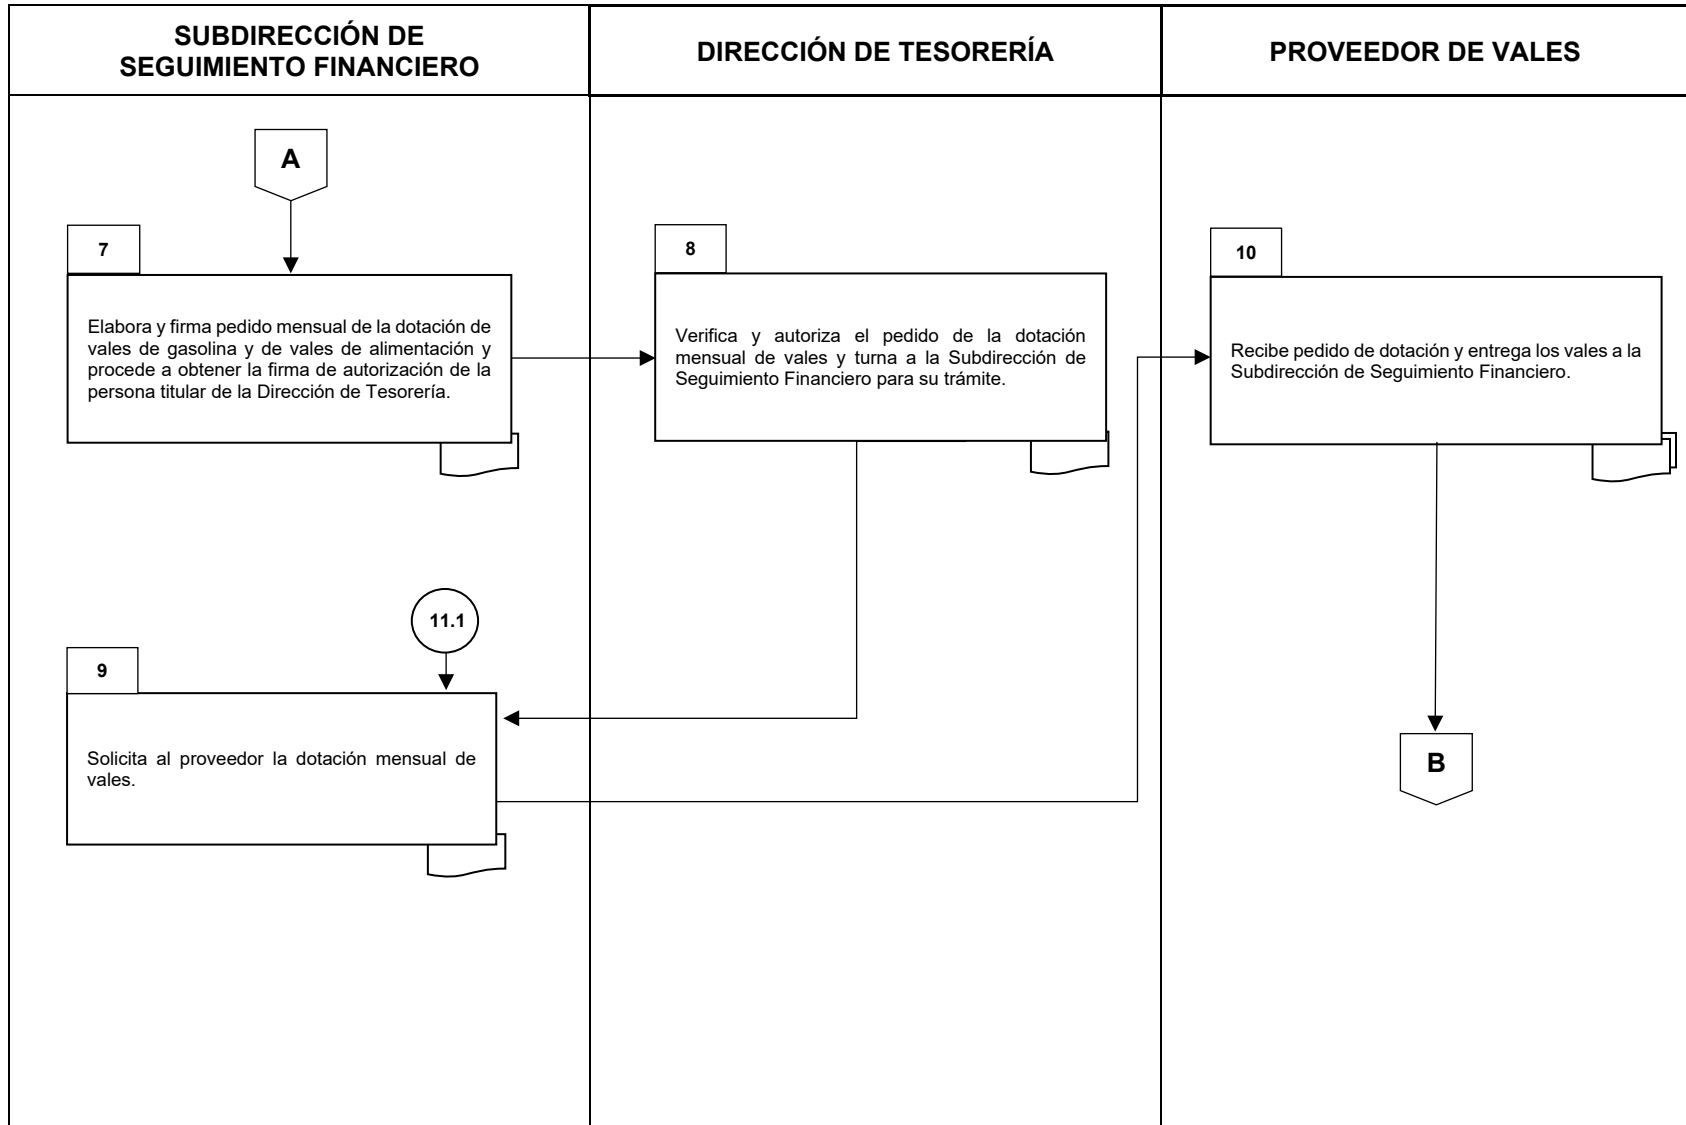 SUBDIRECCIÓN DE
SEGUIMIENTO FINANCIERO
DIRECCIÓN DE TESORERÍA
PROVEEDOR DE VALES
A
7
Elabora y firma pedido mensual de la dotación de
vales de gasolina y de vales de alimentación y
procede a obtener la firma de autorización de la
persona titular de la Dirección de Tesorería.
8
Verifica y autoriza el pedido de la dotación
mensual de vales y turna a la Subdirección de
Seguimiento Financiero para su trámite.
10
Recibe pedido de dotación y entrega los vales a la
Subdirección de Seguimiento Financiero.
11.1
9
Solicita al proveedor la dotación mensual de
vales.
B